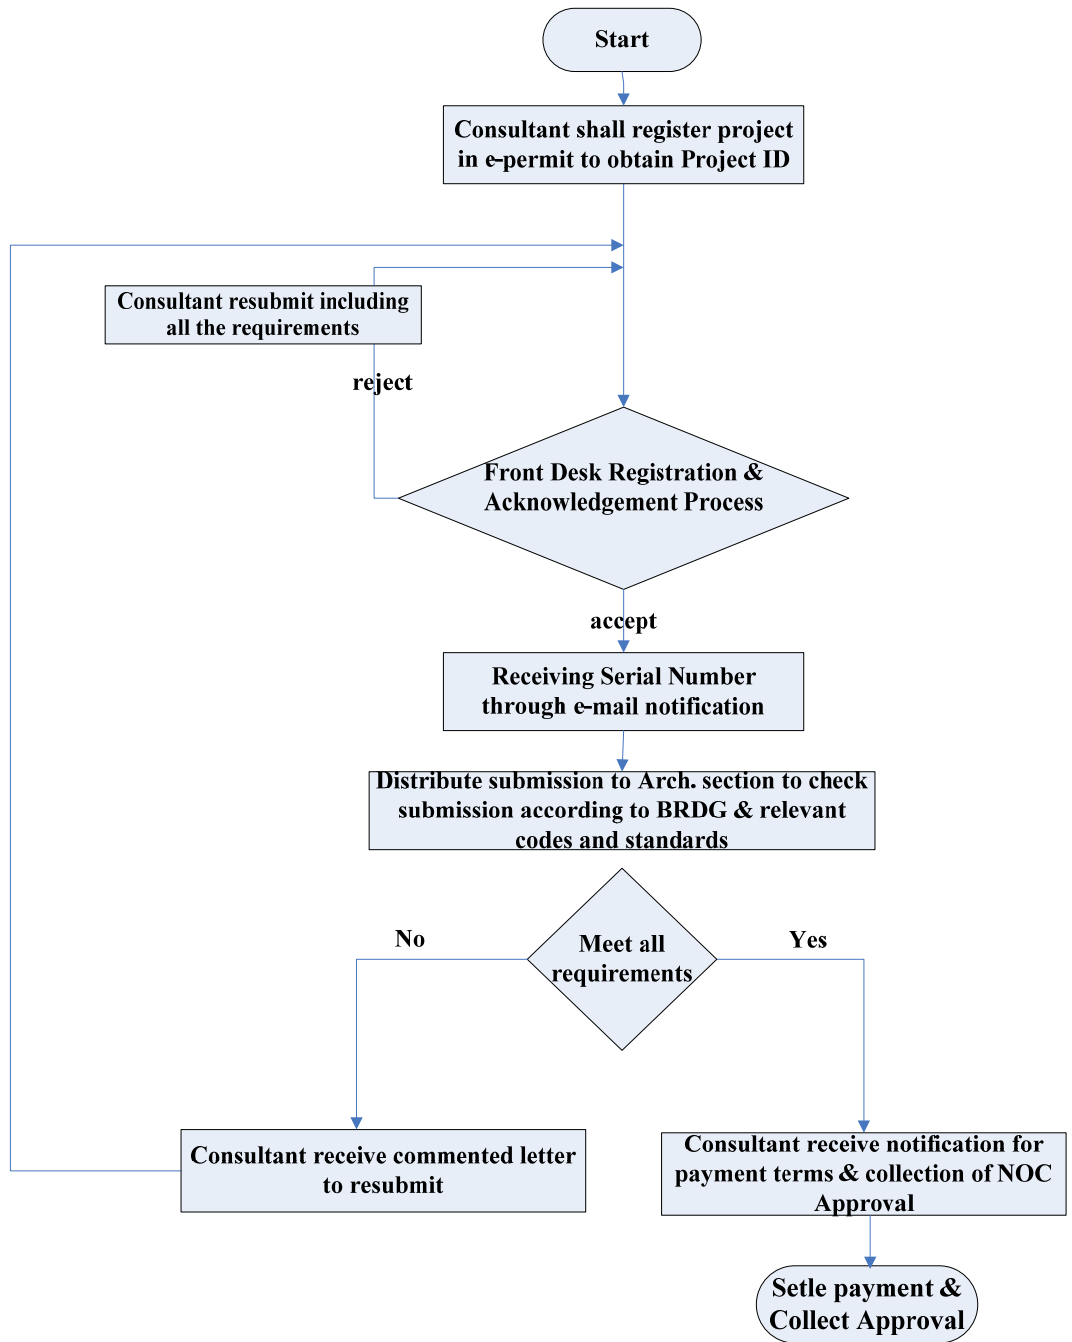 Start
Consultant shall register project
in e-permit to obtain Project ID
Consultant resubmit including
all the requirements
reject
Front Desk Registration &
Acknowledgement Process
accept
Receiving Serial Number
through e-mail notification
Distribute submission to Arch. section to check
submission according to BRDG & relevant
codes and standards
No
Meet all
requirements
Yes
Consultant receive commented letter
to resubmit
Consultant receive notification for
payment terms & collection of NOC
Approval
Setle payment &
Collect Approval